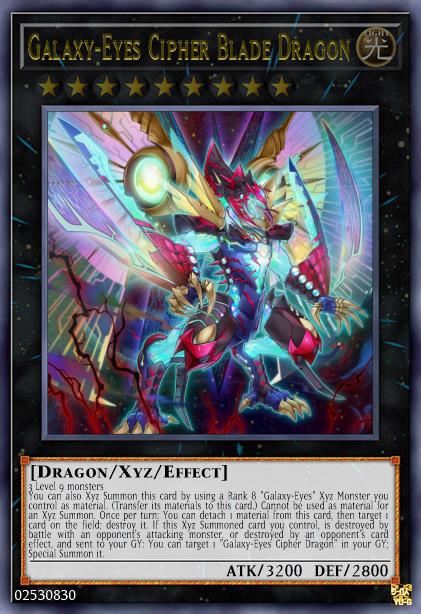 GALAXY-EYES CIPHER BLADE DRAGON
LIGHT
光
[DRAGON/XYZ/EFFECT]
3 Level 9 monsters
You can also Xyz Summon this card by using a Rank 8 "Galaxy-Eyes" Xyz Monster you
control as material. (Transfer its materials to this card.) Cannot be used as material for
an Xyz Summon. Once per turn: You can detach 1 material from this card, then target 1
card on the field; destroy it. If this Xyz Summoned card you control, is destroyed by
battle with an opponent's attacking monster, or destroyed by an opponent's card
effect, and sent to your GY: You can target 1 "Galaxy-Eyes Cipher Dragon" in your GY;
Special Summon it.
ATK/3200 DEF/2800
02530830